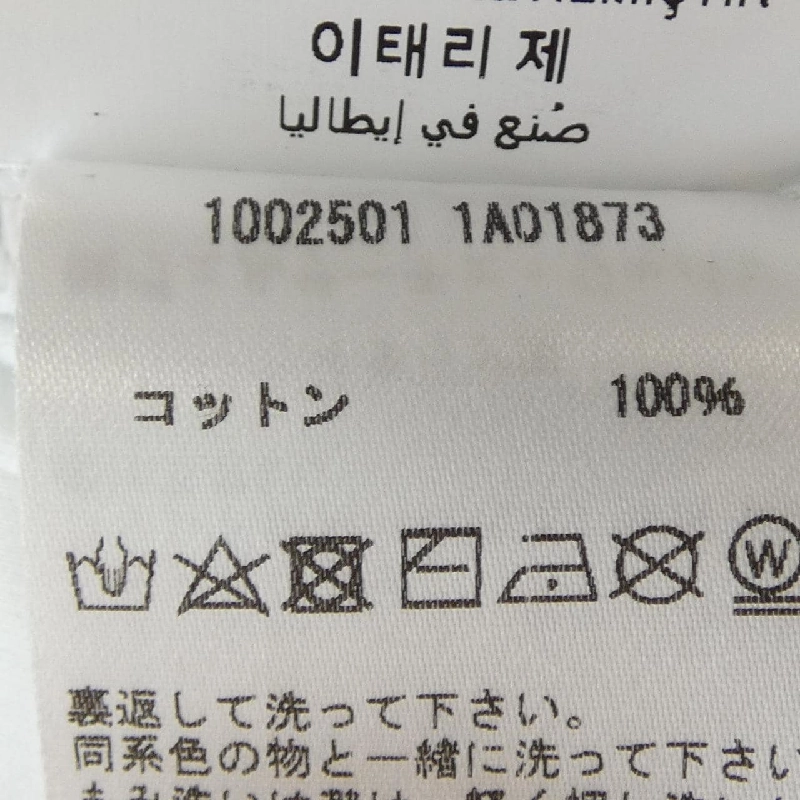 이태리 제
صُنع في إيطاليا
1002501 1A01873
コットン 100%
W
裏返して洗って下さい。
同系色の物と一緒に洗って下さい